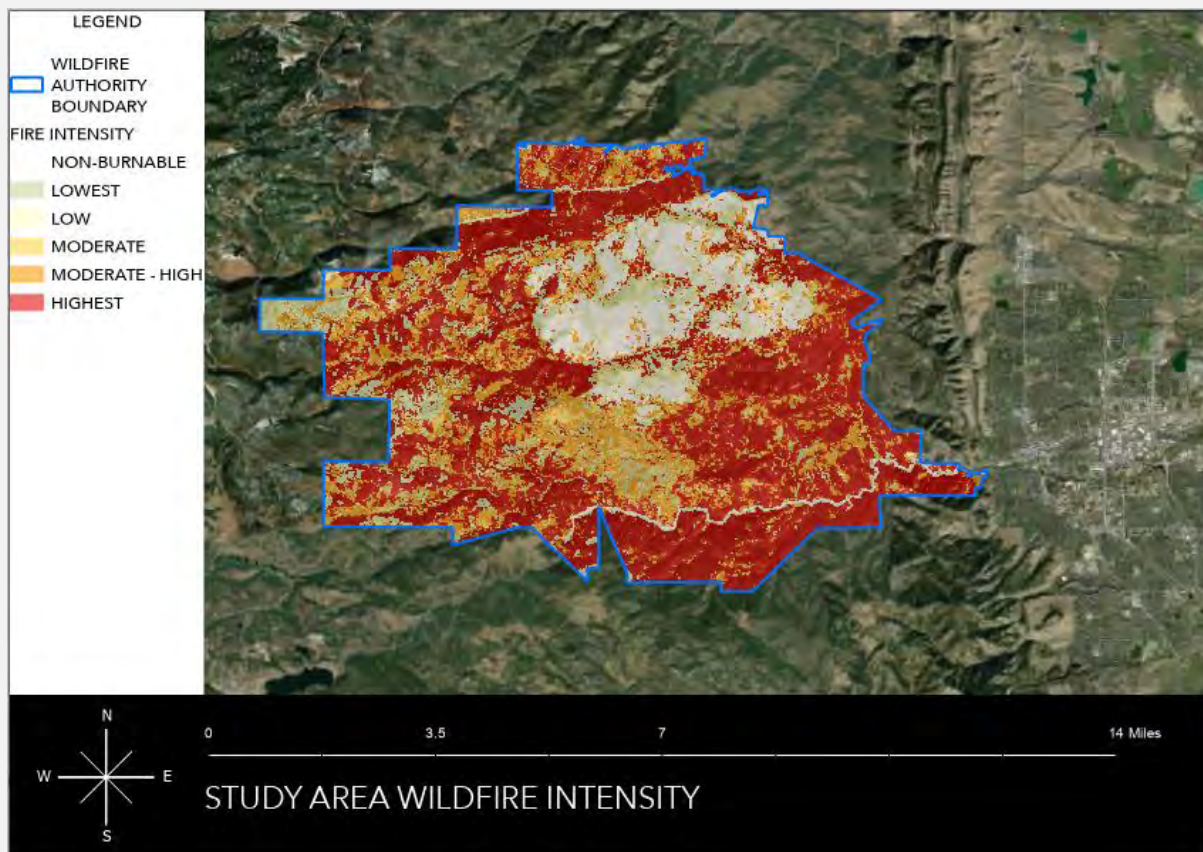 LEGEND
WILDFIRE
AUTHORITY
BOUNDARY
FIRE INTENSITY
NON-BURNABLE
LOWEST
LOW
MODERATE
MODERATE - HIGH
HIGHEST
N
W E
S
0 3.5 7 14 Miles
STUDY AREA WILDFIRE INTENSITY